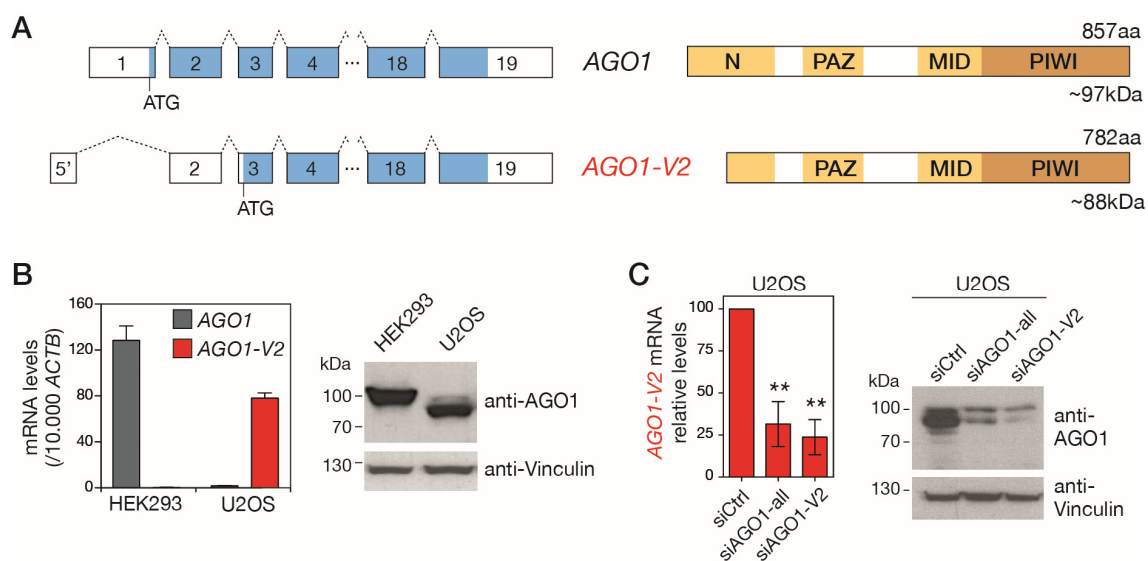 A
1 2 3 4 ... 18 19
ATG
AGO1
857aa
N PAZ MID PIWI
~97kDa
5' 2 3 4 ... 18 19
ATG
AGO1-V2
782aa
PAZ MID PIWI
~88kDa
B
mRNA levels
(/10.000 ACTB)
160
120
80
40
0
AGO1
AGO1-V2
HEK293 U2OS
HEK293 U2OS
kDa
100
70
130
anti-AGO1
anti-Vinculin
C
U2OS
AGO1-V2 mRNA
relative levels
100
75
50
25
0
**
**
siCtrl
siAGO1-all
siAGO1-V2
U2OS
siCtrl
siAGO1-all
siAGO1-V2
kDa
100
70
130
anti-
AGO1
anti-
Vinculin